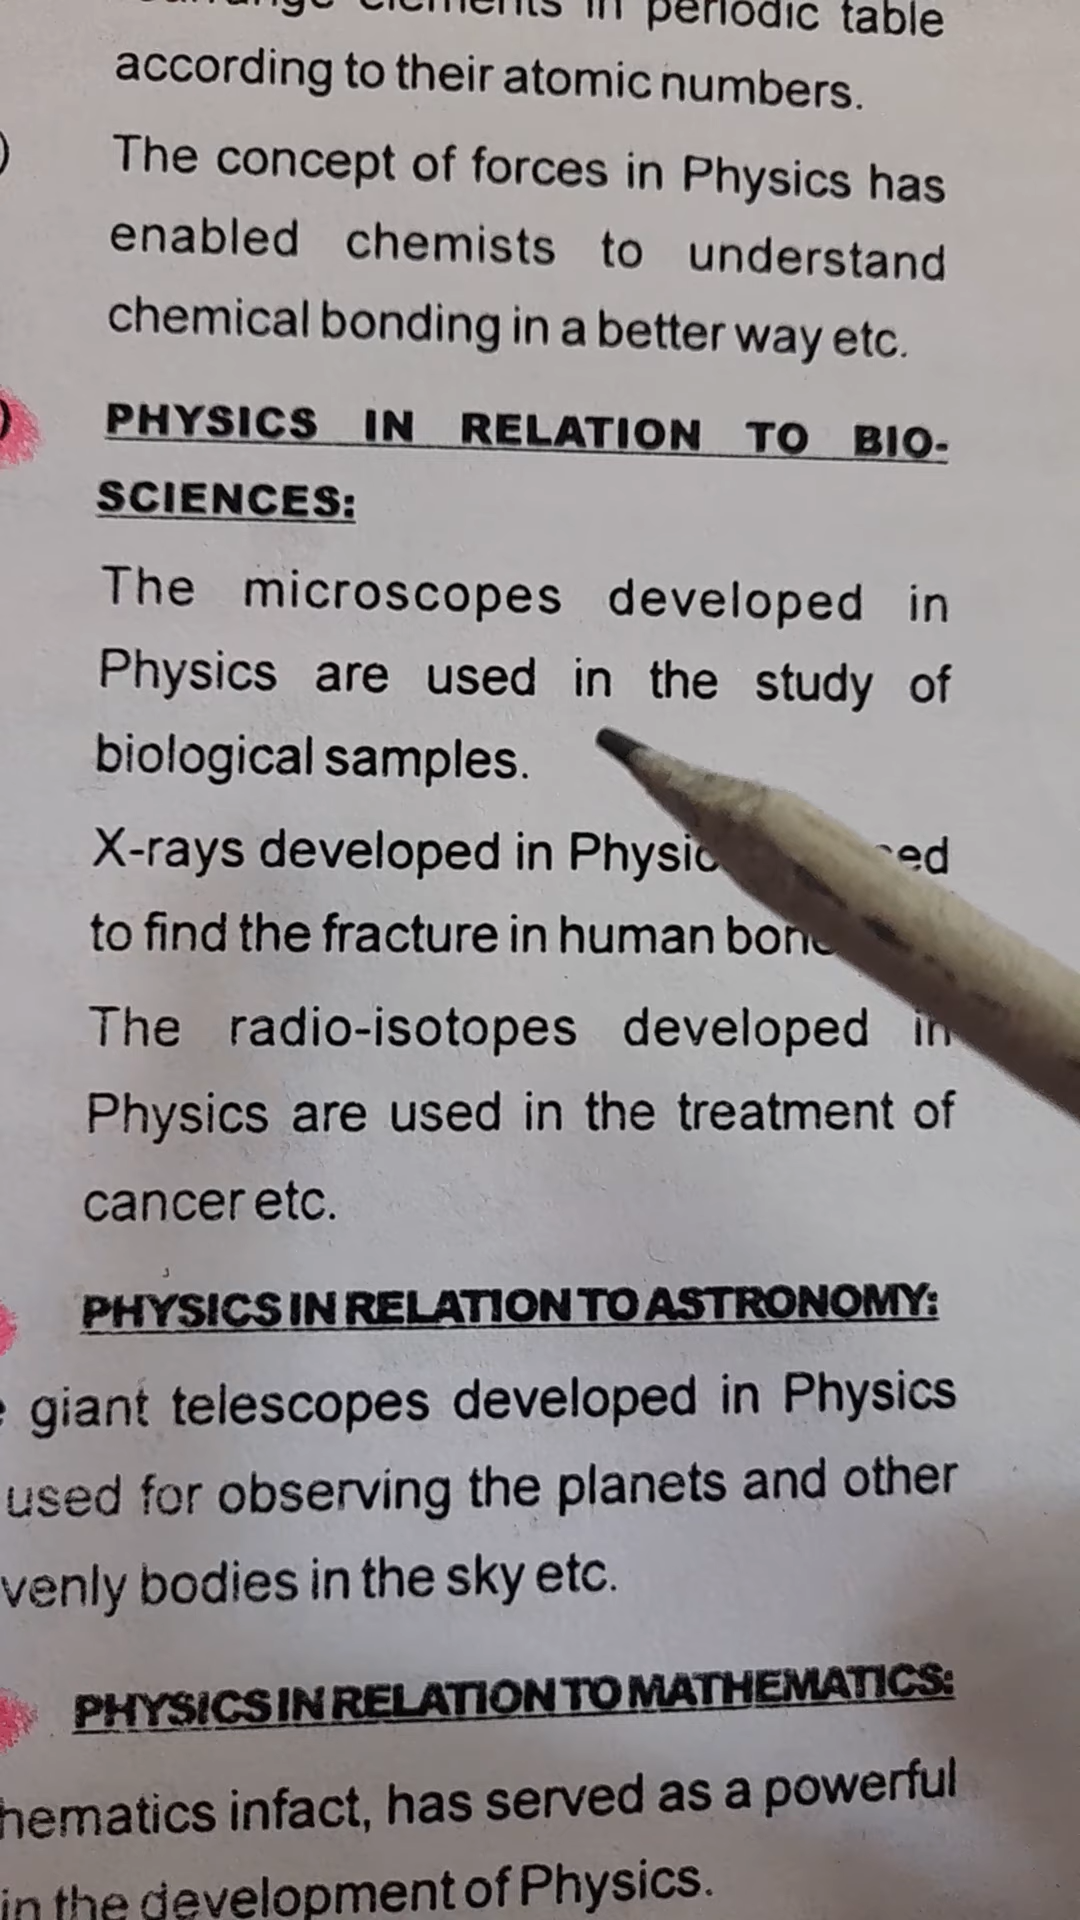 elements in periodic table
according to their atomic numbers.
) The concept of forces in Physics has
enabled chemists to understand
chemical bonding in a better way etc.
) PHYSICS IN RELATION TO BIO-
SCIENCES:
The microscopes developed in
Physics are used in the study of
biological samples.
X-rays developed in
to find the fracture in human
The radio-isotopes developed in
Physics are used in the treatment of
cancer etc.
PHYSICS IN RELATION TO ASTRONOMY:
giant telescopes developed in Physics
used for observing the planets and other
bodies in the sky etc.
PHYSICS IN RELATION TO MATHEMATICS:
infact, has served as a powerful
in the development of Physics.